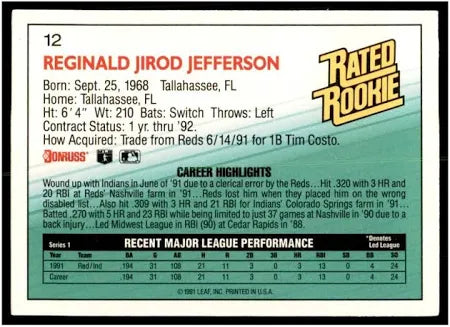 12
REGINALD JIROD JEFFERSON
RATED
ROOKIE
Born: Sept. 25, 1968 Tallahassee, FL
Home: Tallahassee, FL
Ht: 6' 4" Wt: 210 Bats: Switch Throws: Left
Contract Status: 1 yr. thru '92.
How Acquired: Trade from Reds 6/14/91 for 1B Tim Costo.
DONRUSS
CAREER HIGHLIGHTS
Wound up with Indians in June of '91 due to a clerical error by the Reds...Hit .320 with 3 HR and
20 RBI at Reds' Nashville farm in '91... Reds lost him when they placed him on the wrong
disabled list...Also hit .309 with 3 HR and 21 RBI for Indians' Colorado Springs farm in '91...
Batted .270 with 5 HR and 23 RBI while being limited to just 37 games at Nashville in '90 due to a
back injury...Led Midwest League in RBI (90) at Cedar Rapids in '88.
Series 1 RECENT MAJOR LEAGUE PERFORMANCE *Denotes
Led League
Year Team BA G AB R H 2B 3B HR RBI SB BB SO
1991 Red/Ind .194 31 108 11 21 3 0 3 13 0 4 24
Career .194 31 108 11 21 3 0 3 13 0 4 24
© 1991 LEAF, INC. PRINTED IN U.S.A.